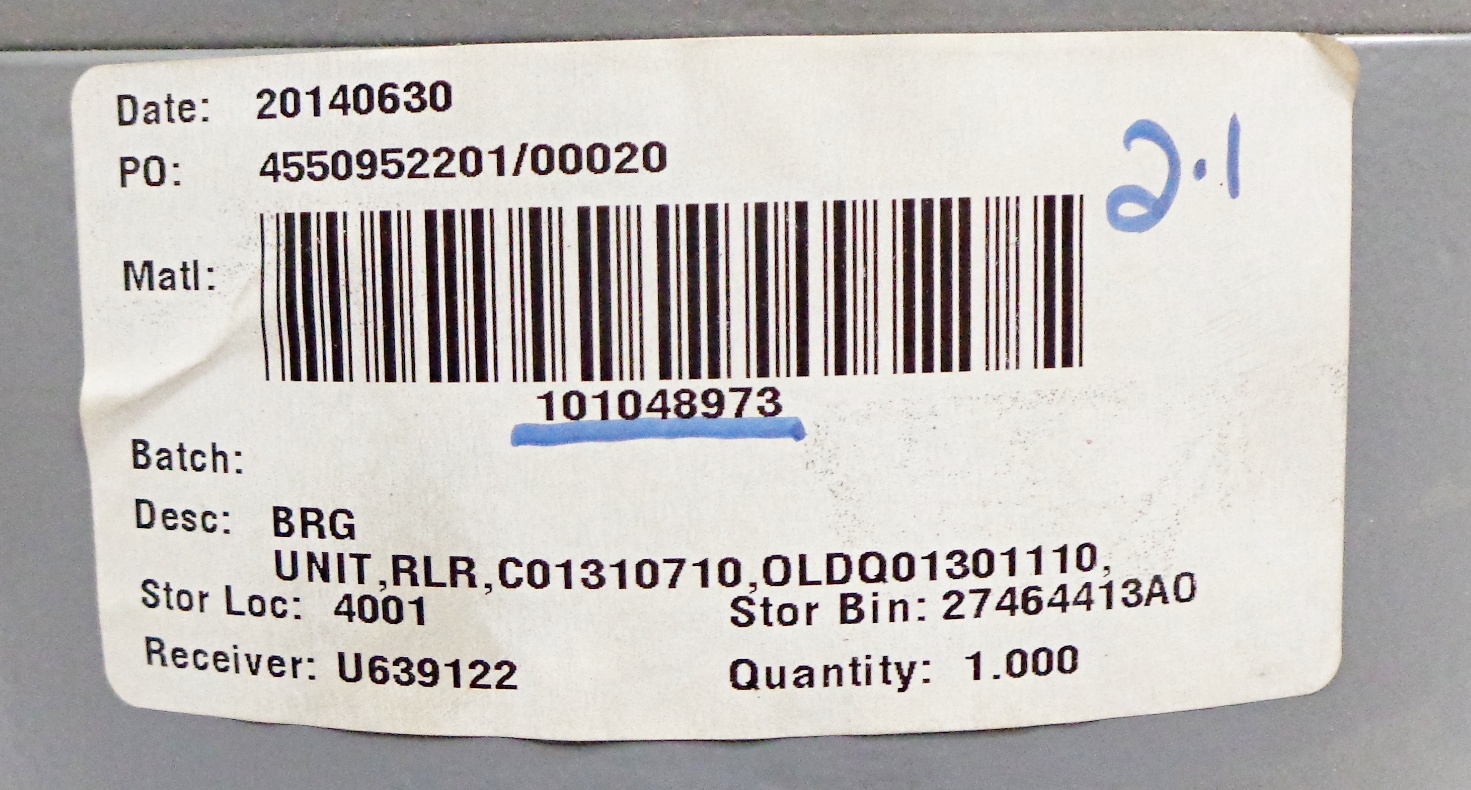 Date: 20140630
PO: 4550952201/00020
2.1
Matl:
101048973
Batch:
Desc: BRG
UNIT,RLR,C01310710,OLDQ01301110,
Stor Loc: 4001 Stor Bin: 27464413A0
Receiver: U639122 Quantity: 1.000